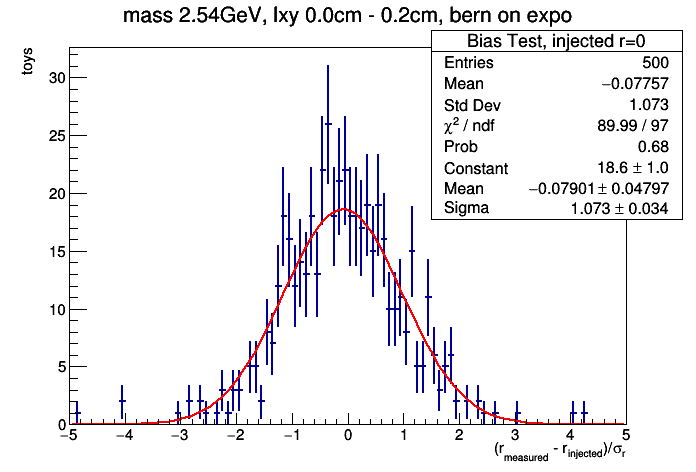 mass 2.54GeV, lxy 0.0cm - 0.2cm, bern on expo
toys
Bias Test, injected r=0
Entries 500
Mean −0.07757
Std Dev 1.073
χ² / ndf 89.99 / 97
Prob 0.68
Constant 18.6 ± 1.0
Mean −0.07901 ± 0.04797
Sigma 1.073 ± 0.034
30
25
20
15
10
5
0
−5 −4 −3 −2 −1 0 1 2 3 4 5
(r_measured - r_injected)/σ_r